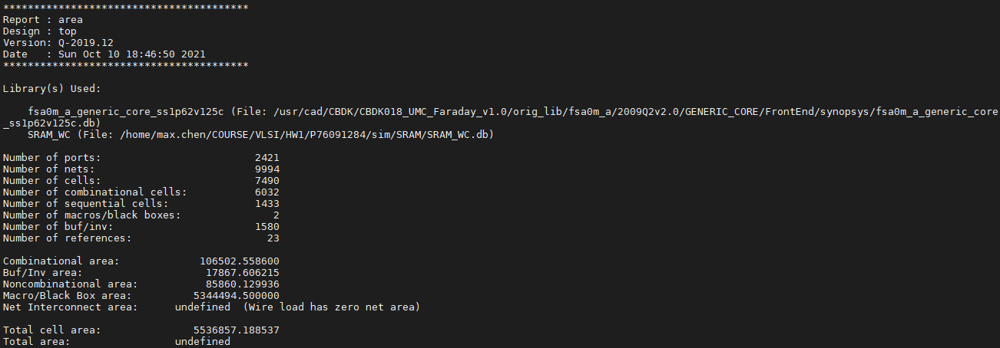 ****************************************
Report : area
Design : top
Version: Q-2019.12
Date   : Sun Oct 10 18:46:50 2021
****************************************
Library(s) Used:
fsa0m_a_generic_core_ss1p62v125c (File: /usr/cad/CBDK/CBDK018_UMC_Faraday_v1.0/orig_lib/fsa0m_a/2009Q2v2.0/GENERIC_CORE/FrontEnd/synopsys/fsa0m_a_generic_core
_ss1p62v125c.db)
SRAM_WC (File: /home/max.chen/COURSE/VLSI/HW1/P76091284/sim/SRAM/SRAM_WC.db)
Number of ports: 2421
Number of nets: 9994
Number of cells: 7490
Number of combinational cells: 6032
Number of sequential cells: 1433
Number of macros/black boxes: 2
Number of buf/inv: 1580
Number of references: 23
Combinational area: 106502.558600
Buf/Inv area: 17867.606215
Noncombinational area: 85860.129936
Macro/Black Box area: 5344494.500000
Net Interconnect area: undefined (Wire load has zero net area)
Total cell area: 5536857.188537
Total area: undefined